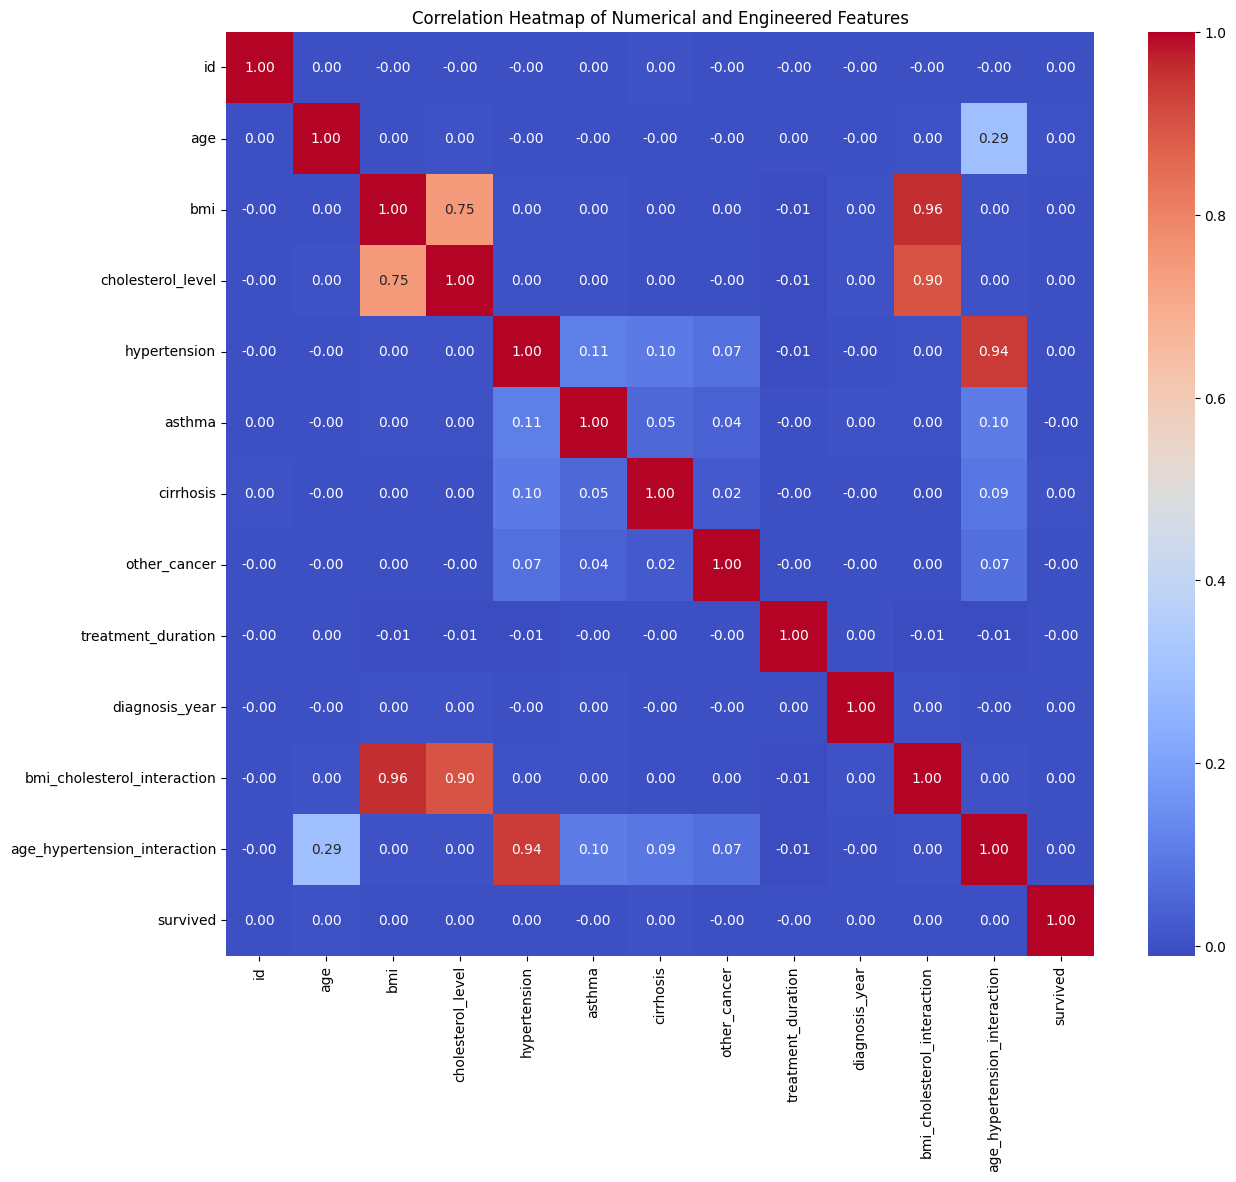 Correlation Heatmap of Numerical and Engineered Features
id 1.00 0.00 -0.00 -0.00 -0.00 0.00 0.00 -0.00 -0.00 -0.00 -0.00 -0.00 0.00
age 0.00 1.00 0.00 0.00 -0.00 -0.00 -0.00 -0.00 0.00 -0.00 0.00 0.29 0.00
bmi -0.00 0.00 1.00 0.75 0.00 0.00 0.00 0.00 -0.01 0.00 0.96 0.00 0.00
cholesterol_level -0.00 0.00 0.75 1.00 0.00 0.00 0.00 -0.00 -0.01 0.00 0.90 0.00 0.00
hypertension -0.00 -0.00 0.00 0.00 1.00 0.11 0.10 0.07 -0.01 -0.00 0.00 0.94 0.00
asthma 0.00 -0.00 0.00 0.00 0.11 1.00 0.05 0.04 -0.00 0.00 0.00 0.10 -0.00
cirrhosis 0.00 -0.00 0.00 0.00 0.10 0.05 1.00 0.02 -0.00 -0.00 0.00 0.09 0.00
other_cancer -0.00 -0.00 0.00 -0.00 0.07 0.04 0.02 1.00 -0.00 -0.00 0.00 0.07 -0.00
treatment_duration -0.00 0.00 -0.01 -0.01 -0.01 -0.00 -0.00 -0.00 1.00 0.00 -0.01 -0.01 -0.00
diagnosis_year -0.00 -0.00 0.00 0.00 -0.00 0.00 -0.00 -0.00 0.00 1.00 0.00 -0.00 0.00
bmi_cholesterol_interaction -0.00 0.00 0.96 0.90 0.00 0.00 0.00 0.00 -0.01 0.00 1.00 0.00 0.00
age_hypertension_interaction -0.00 0.29 0.00 0.00 0.94 0.10 0.09 0.07 -0.01 -0.00 0.00 1.00 0.00
survived 0.00 0.00 0.00 0.00 0.00 -0.00 0.00 -0.00 -0.00 0.00 0.00 0.00 1.00
id
age
bmi
cholesterol_level
hypertension
asthma
cirrhosis
other_cancer
treatment_duration
diagnosis_year
bmi_cholesterol_interaction
age_hypertension_interaction
survived
1.0
0.8
0.6
0.4
0.2
0.0